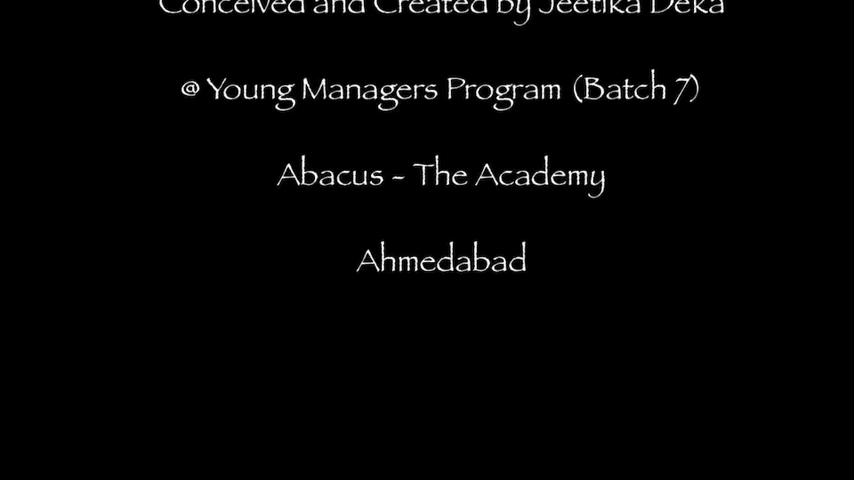 Conceived and Created by Jeetika Deka
@ Young Managers Program (Batch 7)
Abacus - The Academy
Ahmedabad